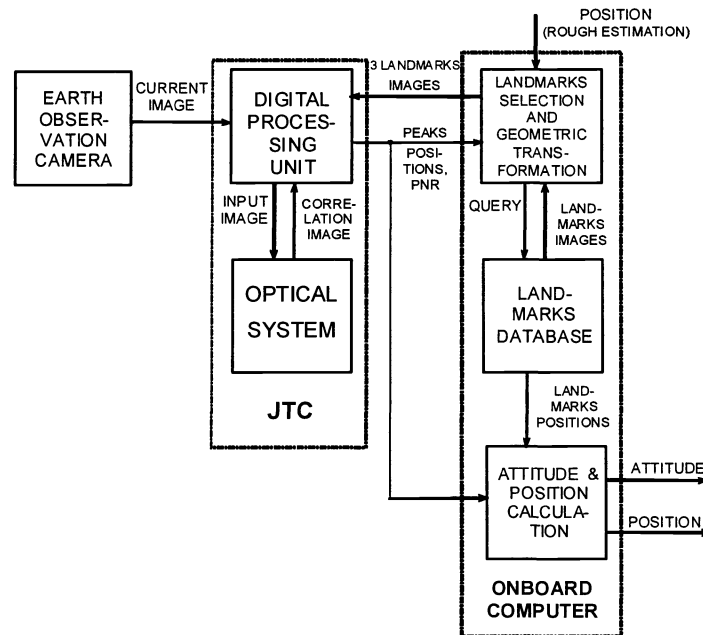 POSITION
(ROUGH ESTIMATION)
EARTH
OBSER-
VATION
CAMERA
CURRENT
IMAGE
DIGITAL
PROCES-
SING
UNIT
3 LANDMARKS
IMAGES
PEAKS
POSI-
TIONS,
PNR
LANDMARKS
SELECTION
AND
GEOMETRIC
TRANS-
FORMATION
INPUT
IMAGE
CORRE-
LATION
IMAGE
QUERY
LAND-
MARKS
IMAGES
OPTICAL
SYSTEM
JTC
LAND-
MARKS
DATABASE
LAND-
MARKS
POSITIONS
ATTITUDE &
POSITION
CALCULA-
TION
ATTITUDE
POSITION
ONBOARD
COMPUTER